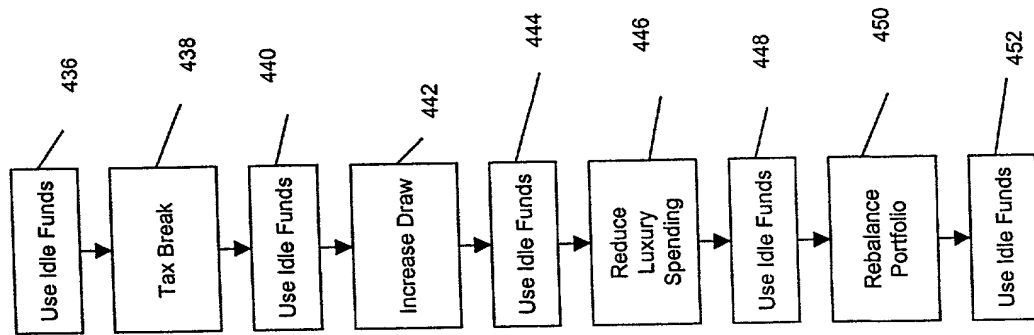 Use Idle Funds
436
Tax Break
438
Use Idle Funds
440
Increase Draw
442
Use Idle Funds
444
Reduce
Luxury
Spending
446
Use Idle Funds
448
Rebalance
Portfolio
450
Use Idle Funds
452